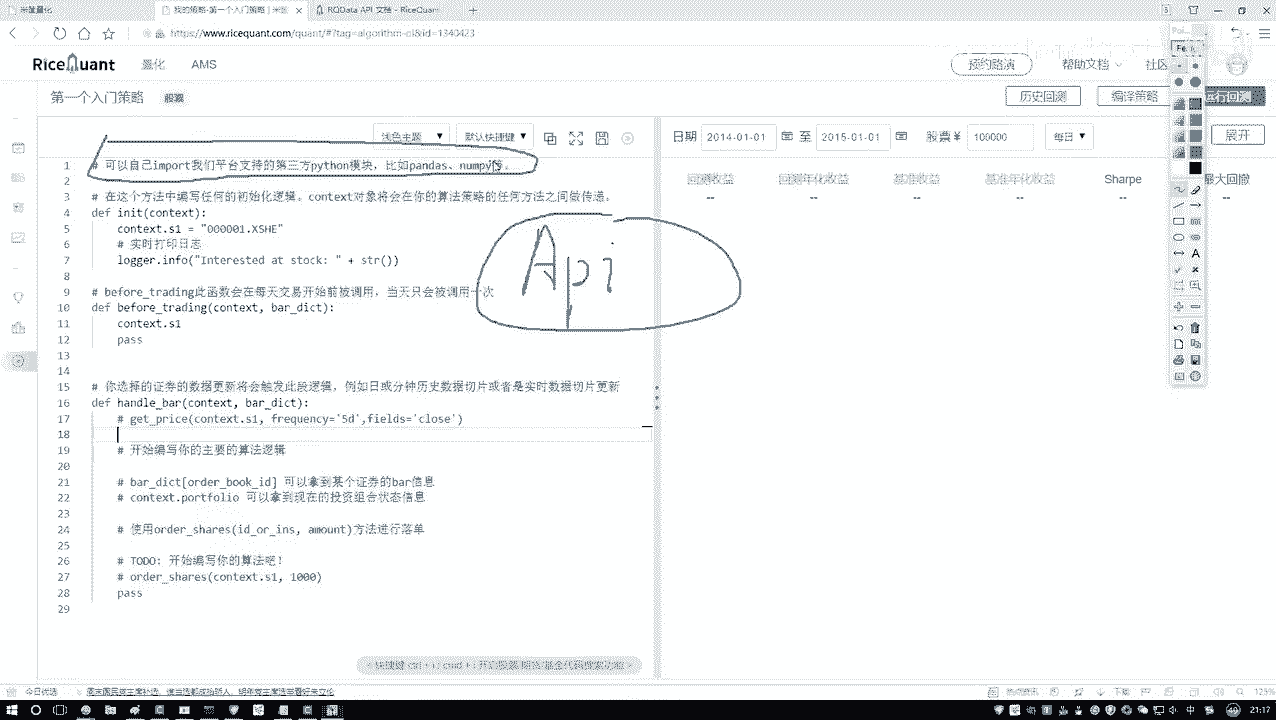 米筐量化
我的策略-第一个入门策略 | 米筐
RQData API 文档 - RiceQuant
https://www.ricequant.com/quant/#?tag=algorithm-cl&id=1340423
RiceQuant 量化 AMS 预约路演 帮助文档 社区
第一个入门策略 股票 历史回测 编译策略 运行回测
浅色主题 默认快捷键 日期 2014-01-01 至 2015-01-01 股票 ¥ 100000 每日 展开
回测收益 回测年化收益 基准收益 基准年化收益 Sharpe 最大回撤
-- -- -- -- -- --
1 # 可以自己import我们平台支持的第三方python模块，比如pandas、numpy等。
2
3 # 在这个方法中编写任何的初始化逻辑。context对象将会在你的算法策略的任何方法之间做传递。
4 def init(context):
5 context.s1 = "000001.XSHE"
6 # 实时打印日志
7 logger.info("Interested at stock: " + str())
8
9 # before_trading此函数会在每天交易开始前被调用，当天只会被调用一次
10 def before_trading(context, bar_dict):
11 context.s1
12 pass
13
14
15 # 你选择的证券的数据更新将会触发此段逻辑，例如日或分钟历史数据切片或者是实时数据切片更新
16 def handle_bar(context, bar_dict):
17 # get_price(context.s1, frequency='5d',fields='close')
18
19 # 开始编写你的主要的算法逻辑
20
21 # bar_dict[order_book_id] 可以拿到某个证券的bar信息
22 # context.portfolio 可以拿到现在的投资组合状态信息
23
24 # 使用order_shares(id_or_ins, amount)方法进行落单
25
26 # TODO: 开始编写你的算法吧!
27 # order_shares(context.s1, 1000)
28 pass
29
Api
今日优选
125%
中
21:17